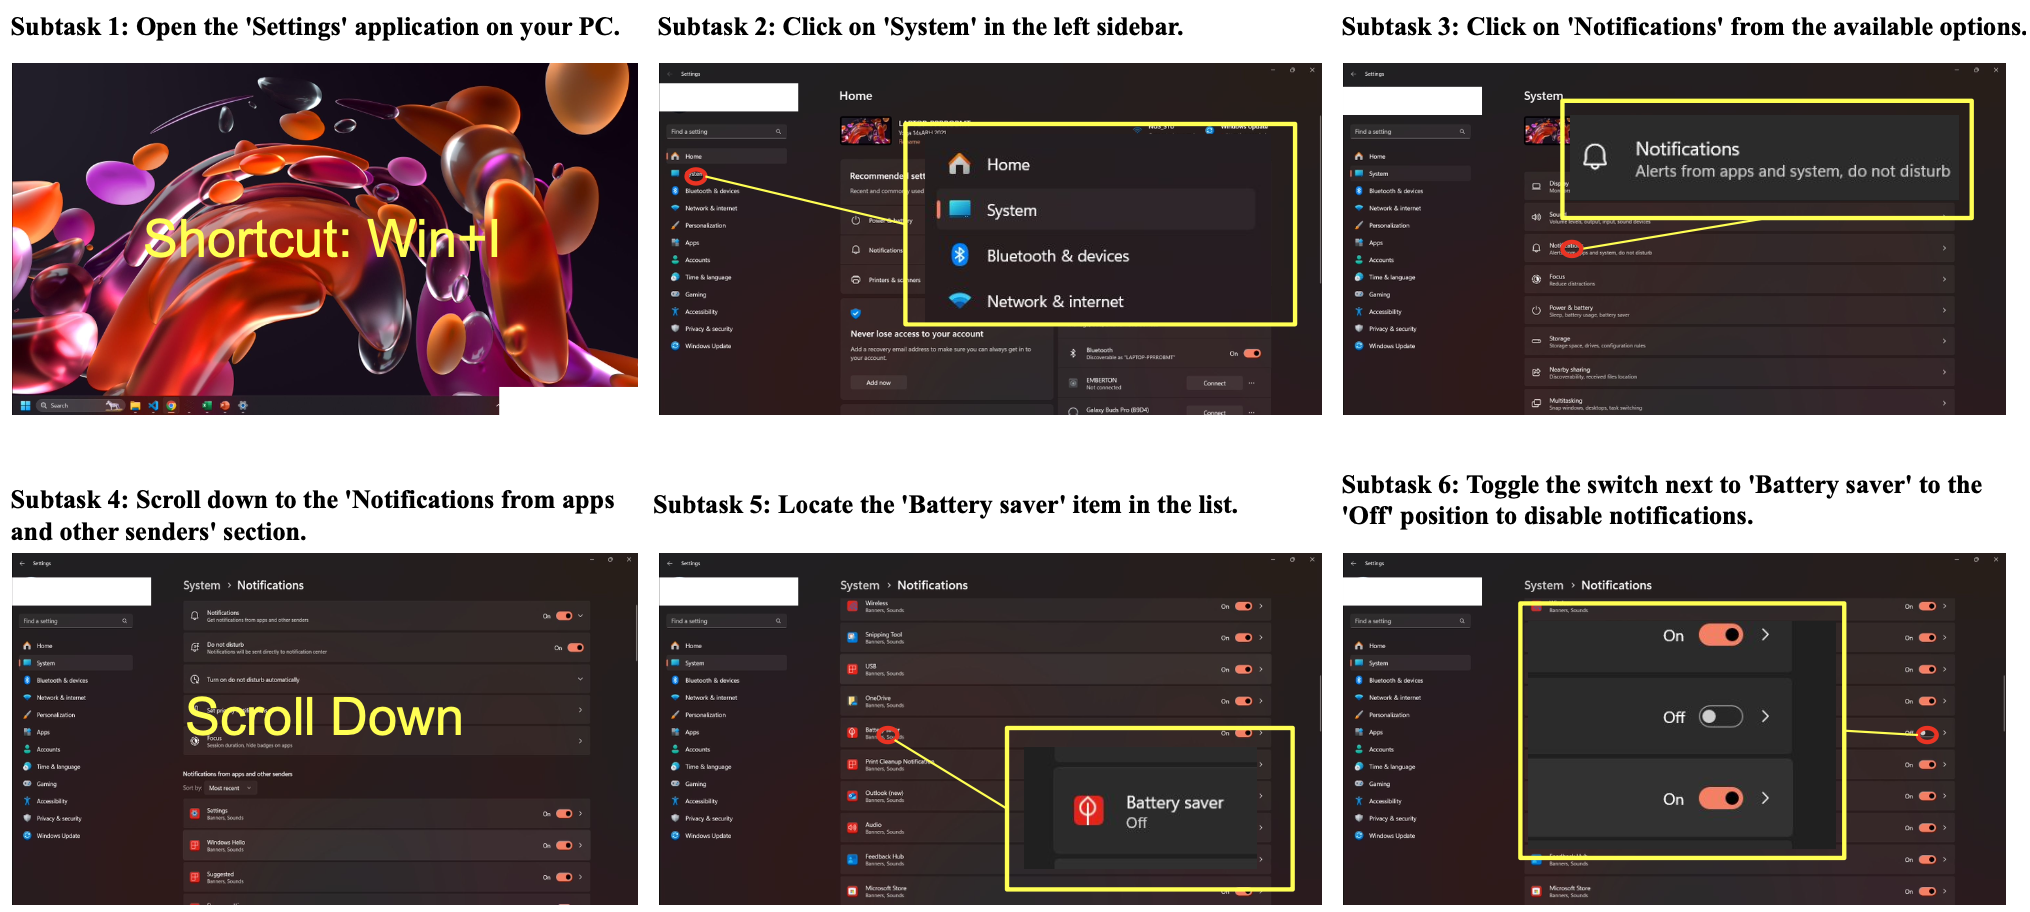 Subtask 1: Open the 'Settings' application on your PC.
Shortcut: Win+I
Search
Subtask 2: Click on 'System' in the left sidebar.
Settings
Home
Find a setting
Home
Bluetooth & devices
Network & internet
Personalization
Apps
Accounts
Time & language
Gaming
Accessibility
Privacy & security
Windows Update
Windows Update
Recommended sett
Recent and commonly used
Notifications
Printers & scanners
Never lose access to your account
Add a recovery email address to make sure you can always get in to
your account.
Add now
Home
System
Bluetooth & devices
Network & internet
Bluetooth
On
EMBERTON
Not connected
Connect
Galaxy Buds Pro (B9D4)
Connect
Subtask 3: Click on 'Notifications' from the available options.
Settings
System
Find a setting
Home
System
Bluetooth & devices
Network & internet
Personalization
Apps
Accounts
Time & language
Gaming
Accessibility
Privacy & security
Windows Update
Notifications
Alerts from apps and system, do not disturb
Volume levels, output, input, sound devices
Focus
Reduce distractions
Power & battery
Sleep, battery usage, battery saver
Storage
Storage space, drives, configuration rules
Nearby sharing
Discoverability, received files location
Multitasking
Snap windows, desktops, task switching
Subtask 4: Scroll down to the 'Notifications from apps
and other senders' section.
Settings
System > Notifications
Find a setting
Home
System
Bluetooth & devices
Network & internet
Personalization
Apps
Accounts
Time & language
Gaming
Accessibility
Privacy & security
Windows Update
Notifications
Get notifications from apps and other senders
On
Do not disturb
Notifications will be sent directly to notification center
On
Turn on do not disturb automatically
Scroll Down
Focus
Session duration, hide badges on apps
Notifications from apps and other senders
Sort by: Most recent
Settings
Banners, Sounds
On
Windows Hello
Banners, Sounds
On
Suggested
Banners, Sounds
On
Subtask 5: Locate the 'Battery saver' item in the list.
Settings
System > Notifications
Find a setting
Home
System
Bluetooth & devices
Network & internet
Personalization
Apps
Accounts
Time & language
Gaming
Accessibility
Privacy & security
Windows Update
Wireless
Banners, Sounds
On
Snipping Tool
Banners, Sounds
On
USB
Banners, Sounds
On
OneDrive
Banners, Sounds
On
On
Print Cleanup Notification
Banners, Sounds
Outlook (new)
Banners, Sounds
Audio
Banners, Sounds
Feedback Hub
Banners, Sounds
Microsoft Store
Banners, Sounds
On
Battery saver
Off
Subtask 6: Toggle the switch next to 'Battery saver' to the
'Off' position to disable notifications.
Settings
System > Notifications
Find a setting
Home
System
Bluetooth & devices
Network & internet
Personalization
Apps
Accounts
Time & language
Gaming
Accessibility
Privacy & security
Windows Update
Banners, Sounds
On
Off
On
On
On
On
On
Off
On
On
On
Feedback Hub
Banners, Sounds
On
Microsoft Store
Banners, Sounds
On